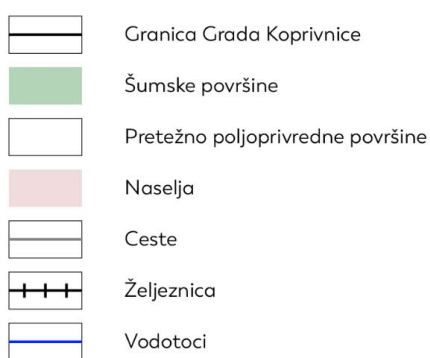 Granica Grada Koprivnice
Šumske površine
Pretežno poljoprivredne površine
Naselja
Ceste
Željeznica
Vodotoci